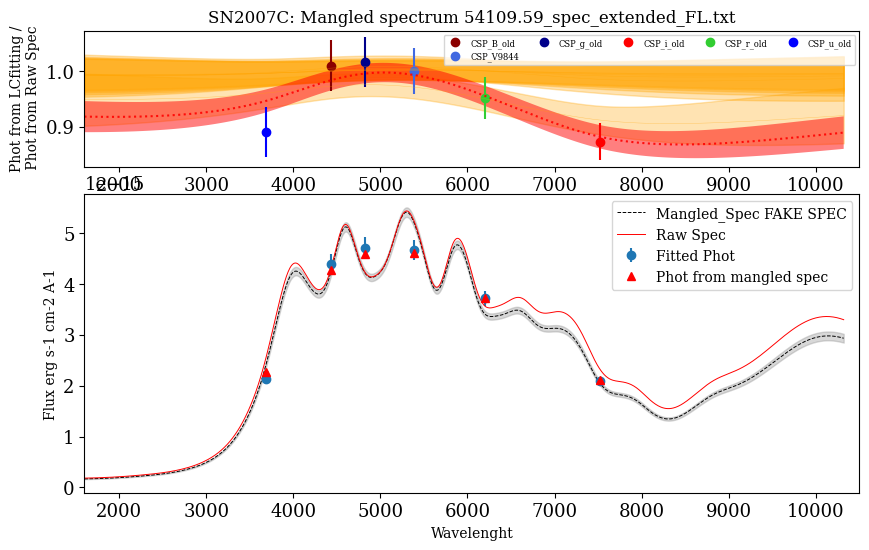 SN2007C: Mangled spectrum 54109.59_spec_extended_FL.txt
Phot from LCfitting /
Phot from Raw Spec
1.0
0.9
CSP_B_old CSP_g_old CSP_i_old CSP_r_old CSP_u_old
CSP_V9844
2000 3000 4000 5000 6000 7000 8000 9000 10000
1e−15
Flux erg s-1 cm-2 A-1
5
4
3
2
1
0
Mangled_Spec FAKE SPEC
Raw Spec
Fitted Phot
Phot from mangled spec
2000 3000 4000 5000 6000 7000 8000 9000 10000
Wavelenght